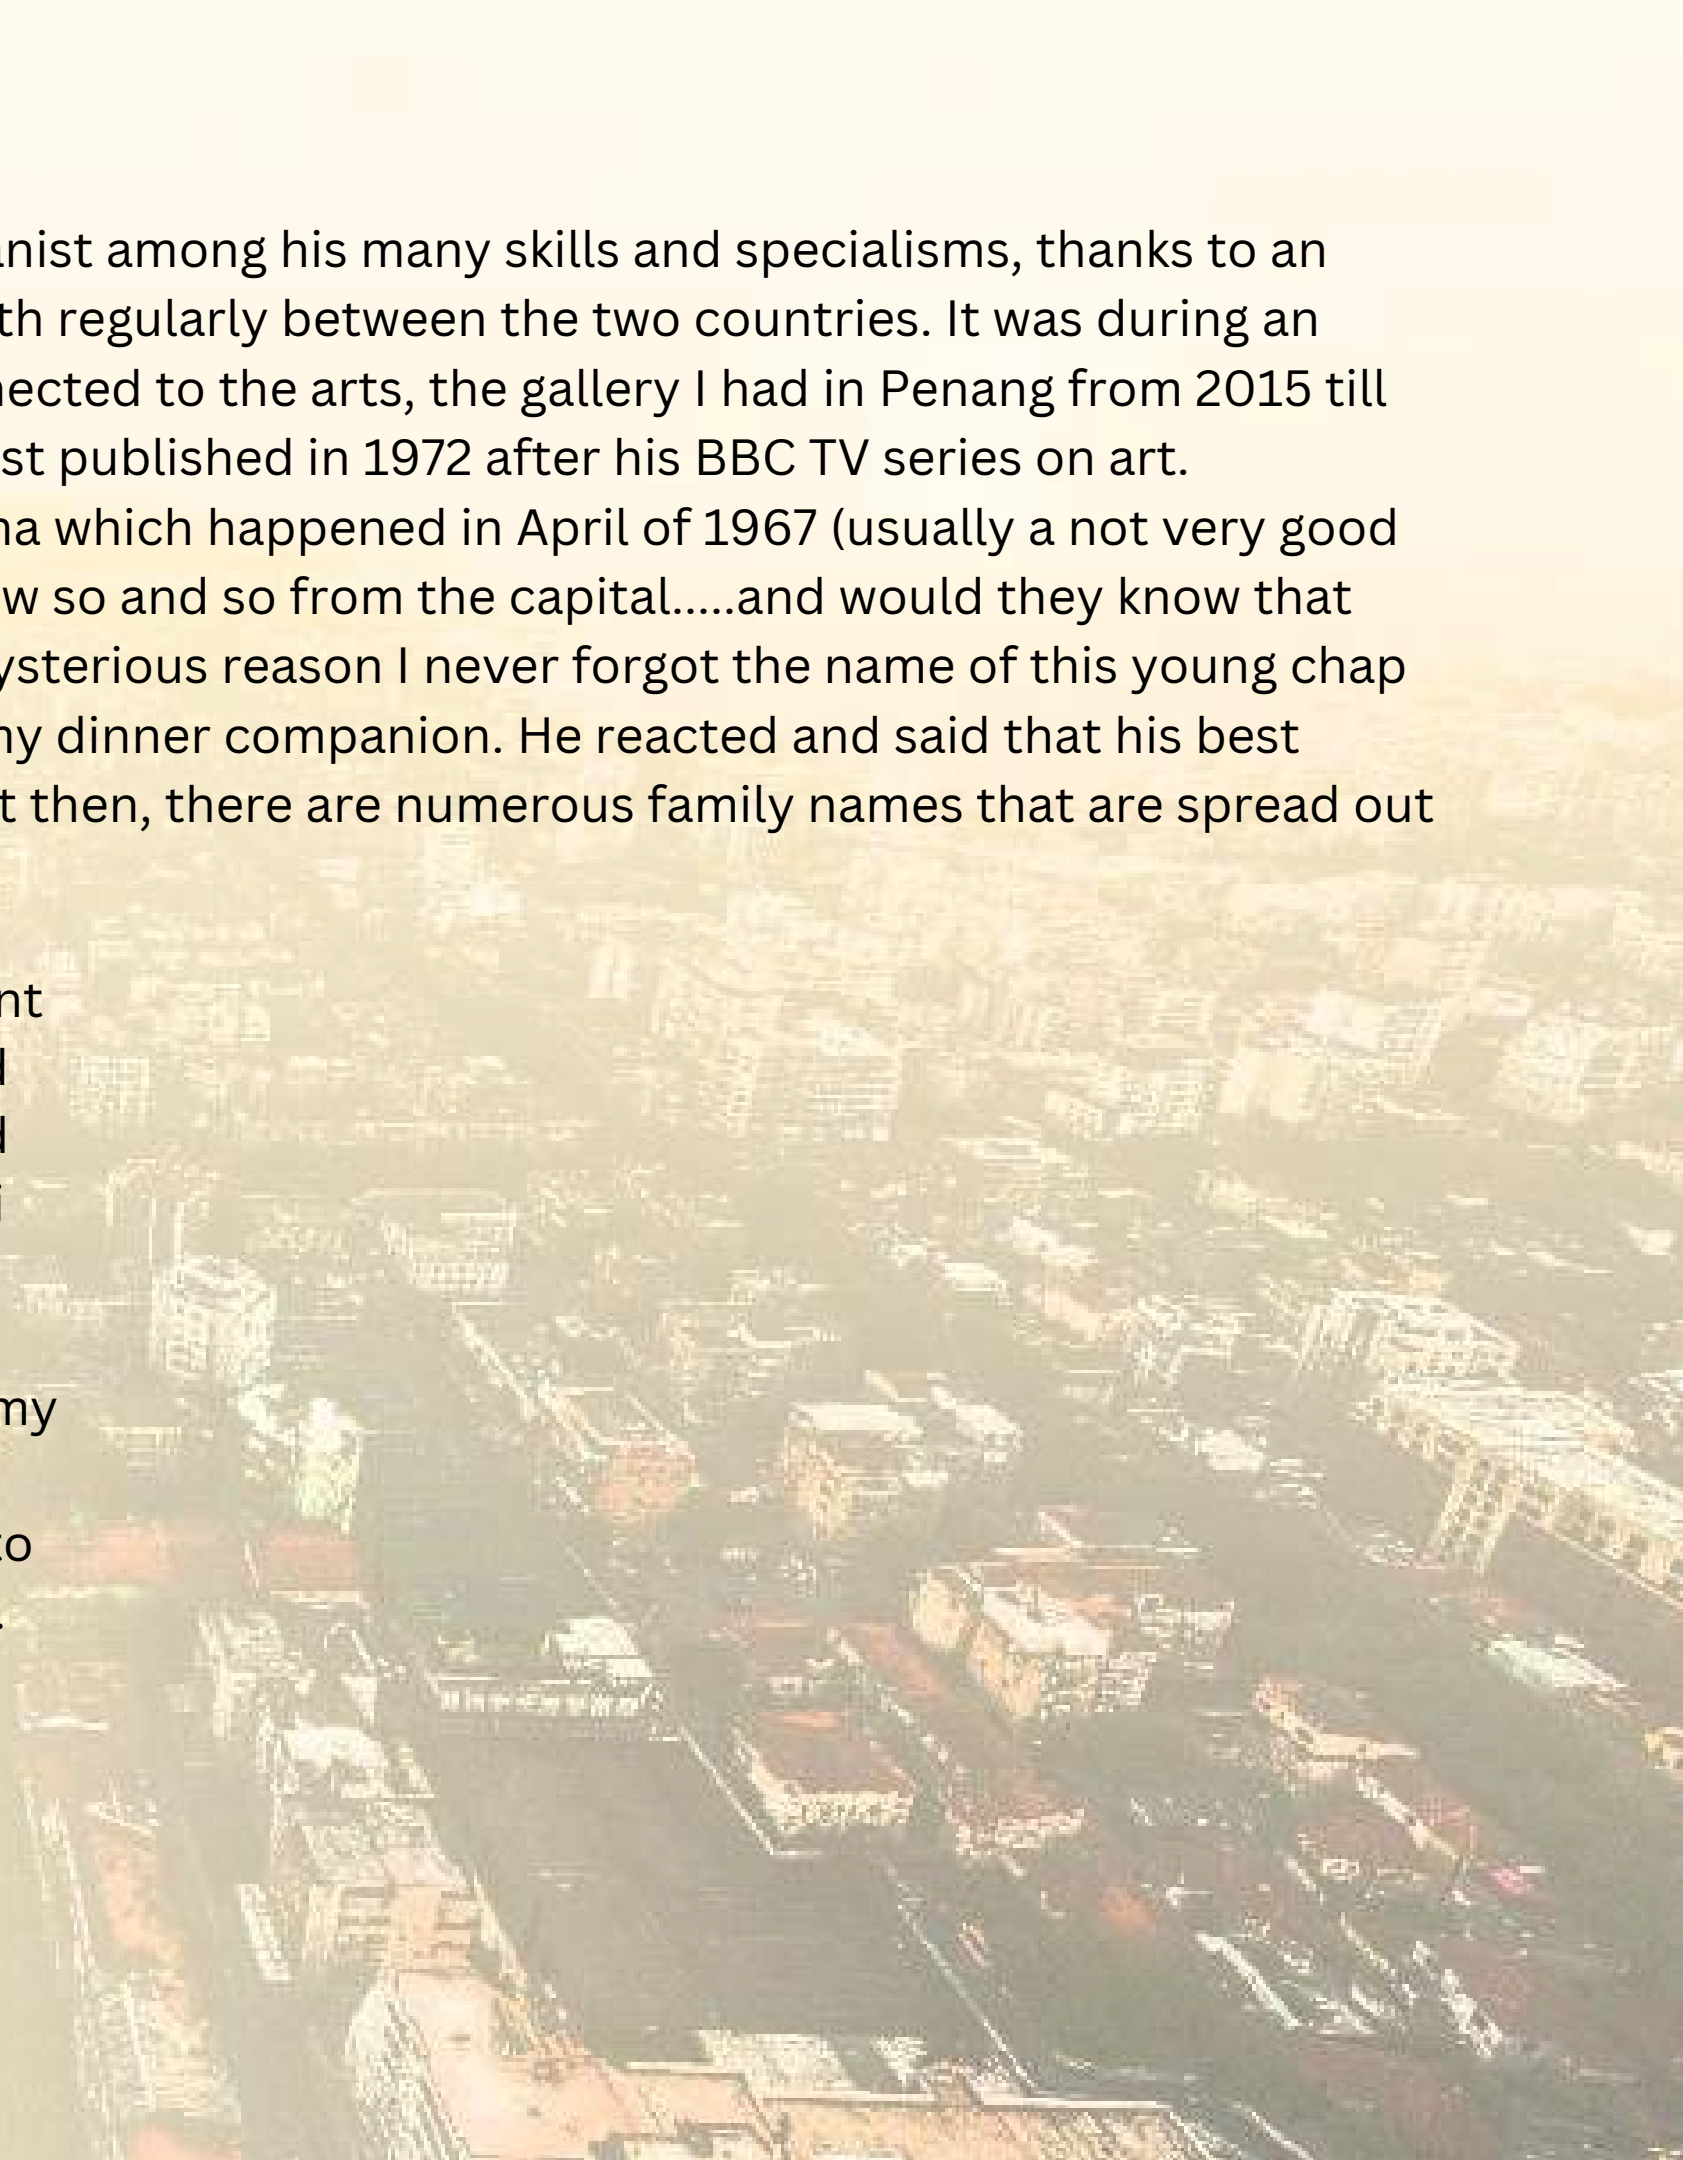 anist among his many skills and specialisms, thanks to an
th regularly between the two countries. It was during an
nected to the arts, the gallery I had in Penang from 2015 till
st published in 1972 after his BBC TV series on art.
na which happened in April of 1967 (usually a not very good
w so and so from the capital.....and would they know that
ysterious reason I never forgot the name of this young chap
ny dinner companion. He reacted and said that his best
t then, there are numerous family names that are spread out
nt
d
d
i
my
to
.